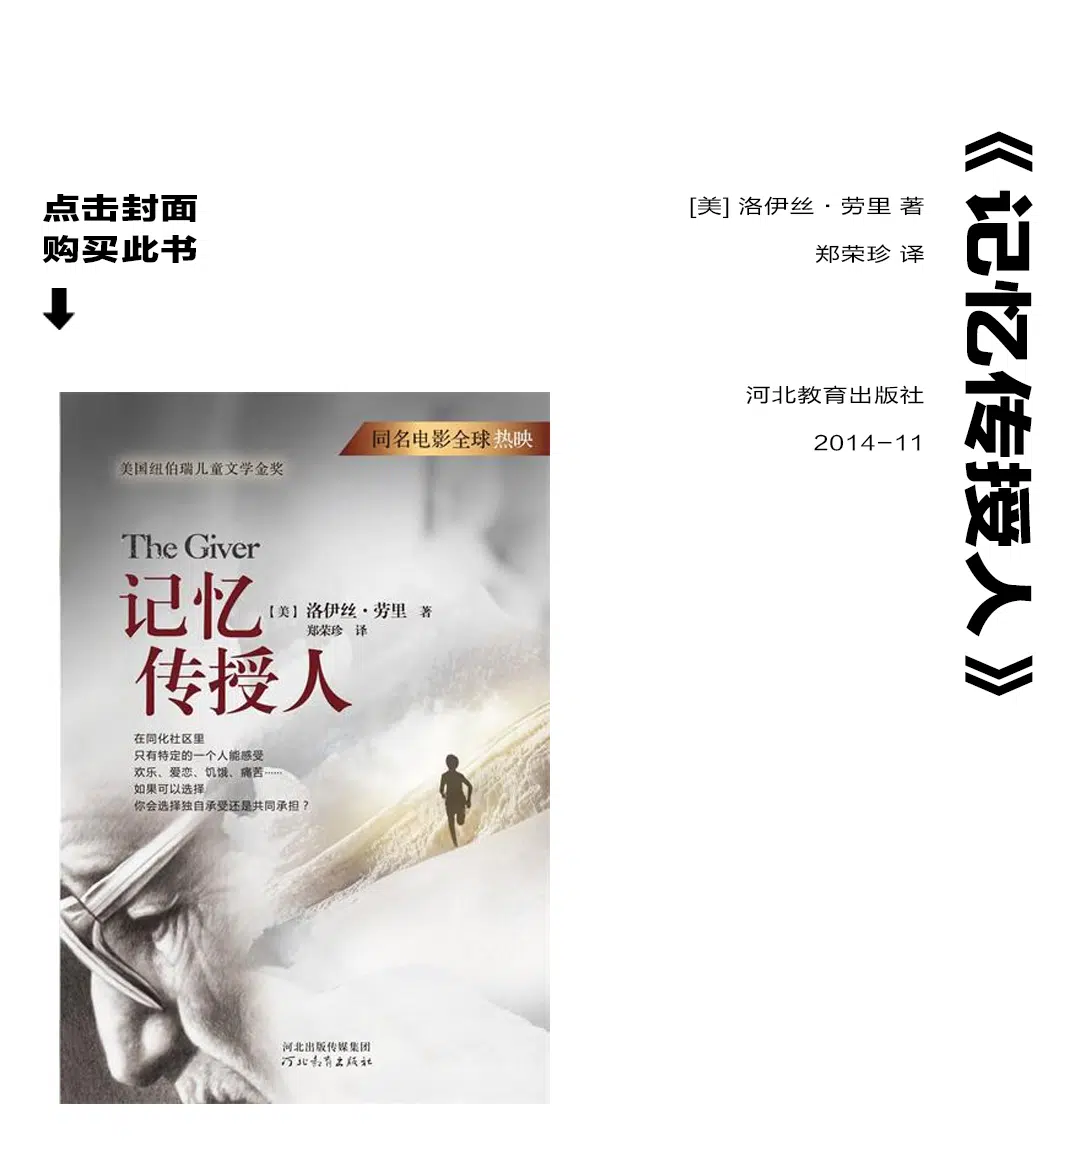 点击封面
购买此书
[美] 洛伊丝·劳里 著
郑荣珍 译
河北教育出版社
2014-11
《记忆传授人》
同名电影全球热映
美国纽伯瑞儿童文学金奖
The Giver
记忆
传授人
【美】洛伊丝·劳里 著
郑荣珍 译
在同化社区里
只有特定的一个人能感受
欢乐、爱恋、饥饿、痛苦……
如果可以选择
你会选择独自承受还是共同承担？
河北出版传媒集团
河北教育出版社